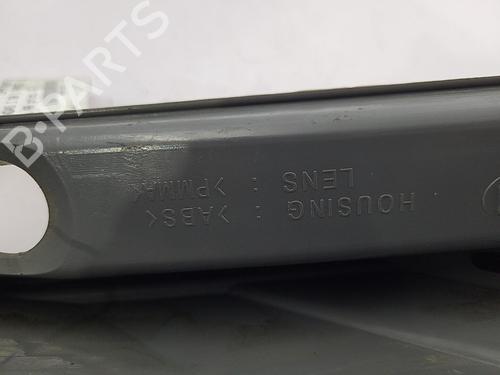 HOUSING : >ABS<
LENS : >PMMA<
B-PARTS